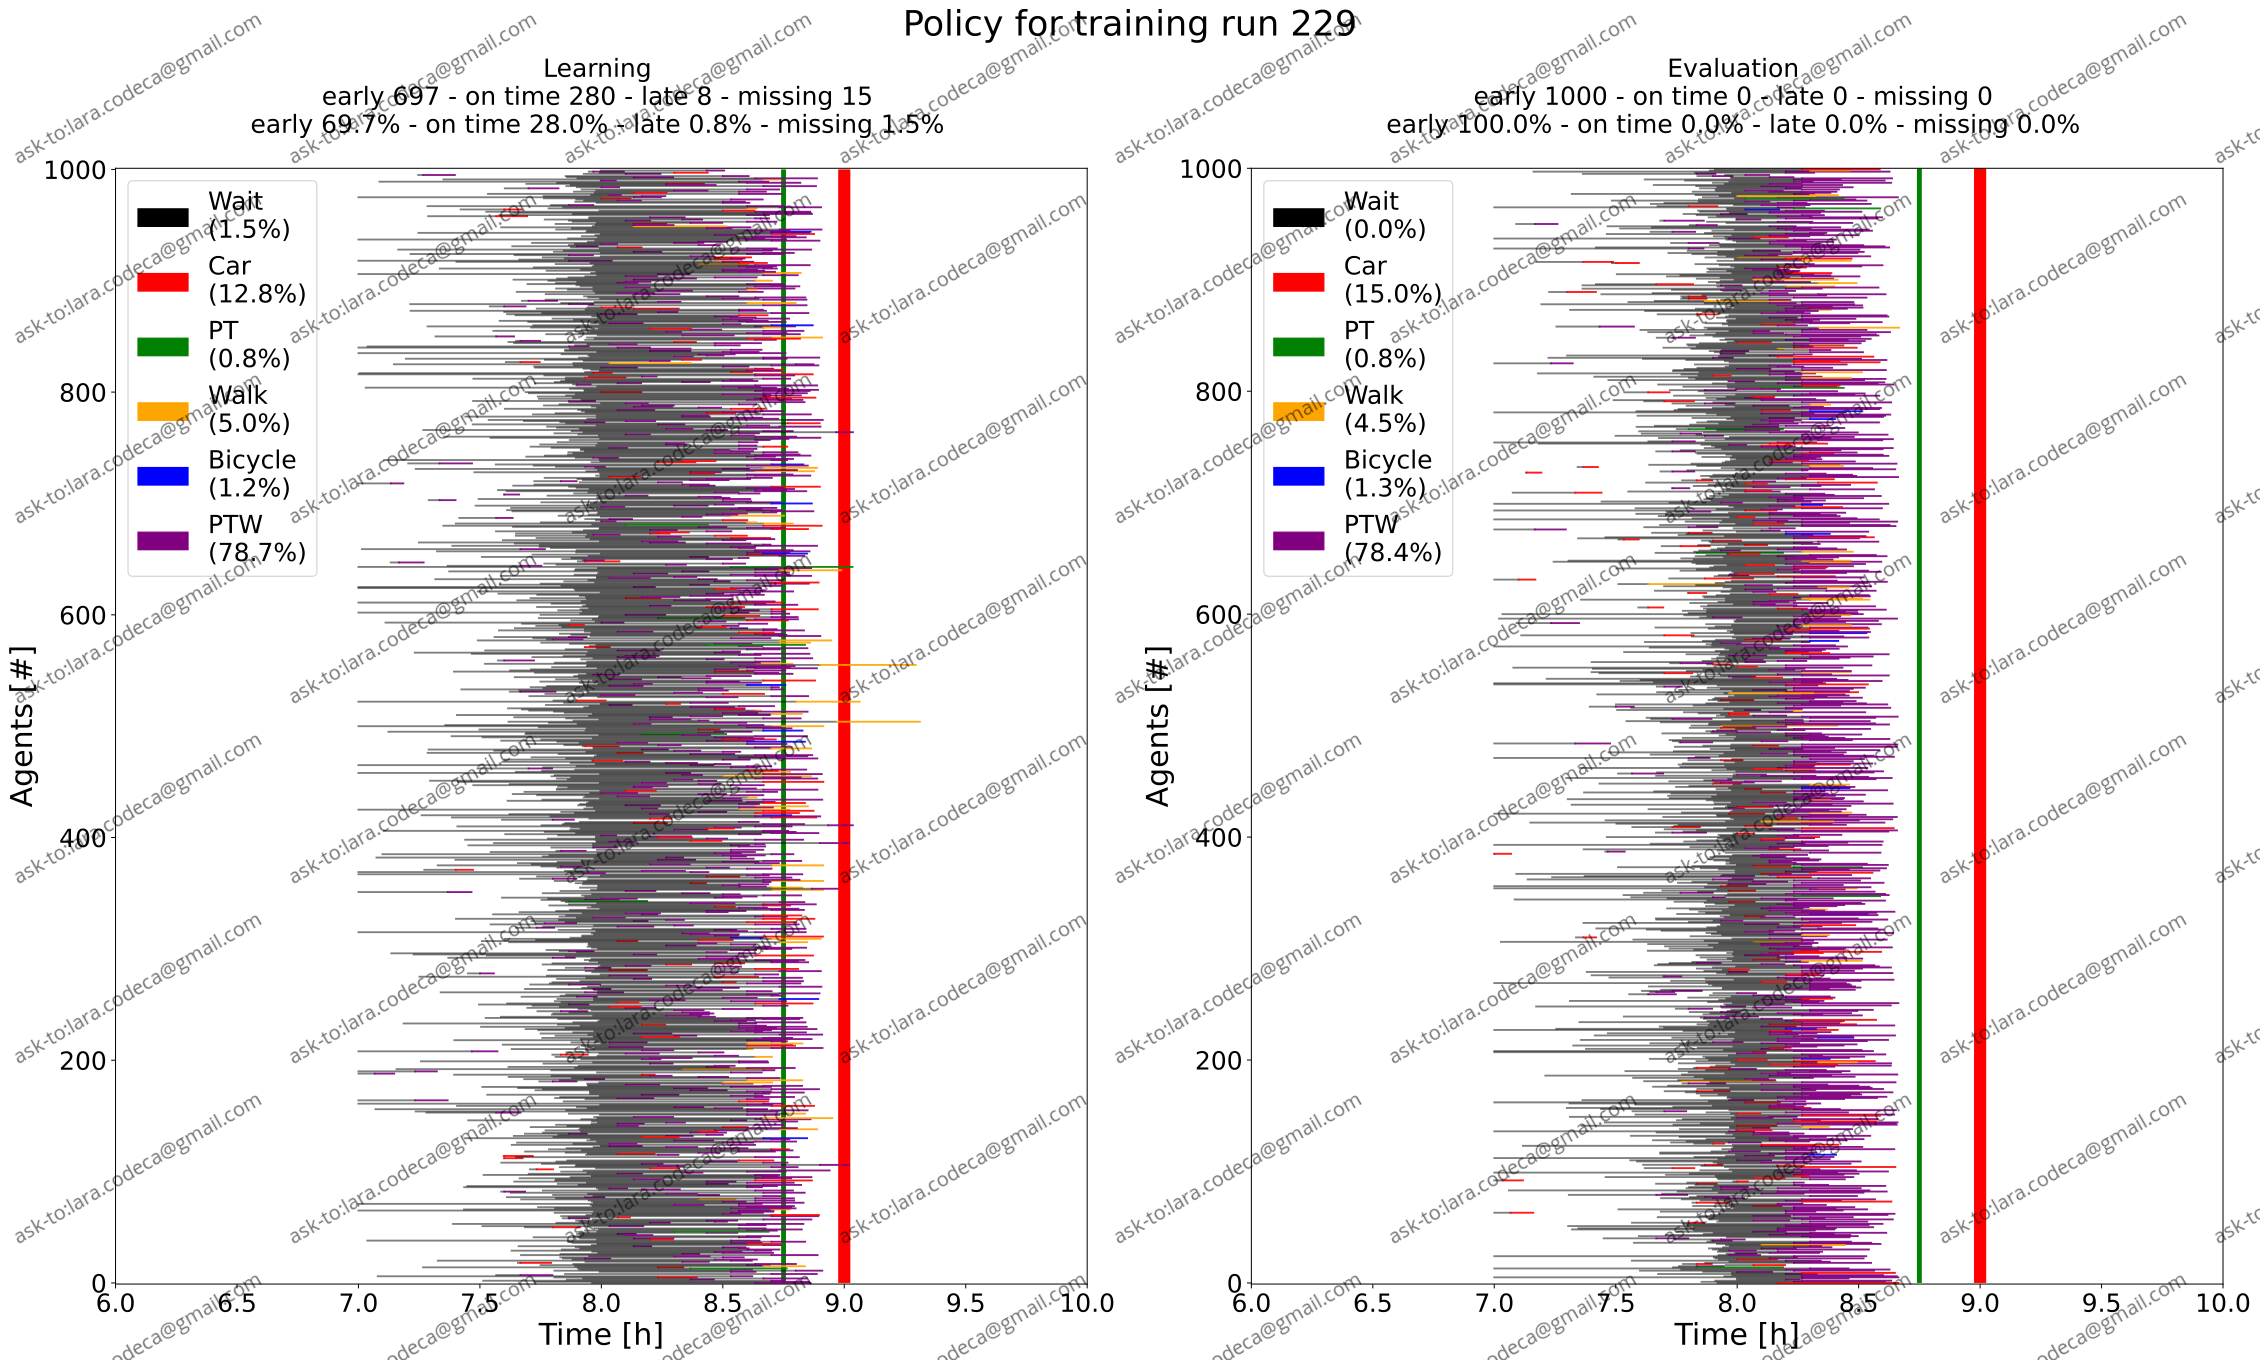 Policy for training run 229
Learning
early 697 - on time 280 - late 8 - missing 15
early 69.7% - on time 28.0% - late 0.8% - missing 1.5%
Evaluation
early 1000 - on time 0 - late 0 - missing 0
early 100.0% - on time 0.0% - late 0.0% - missing 0.0%
Agents [#]
1000
800
600
400
200
0
Wait
(1.5%)
Car
(12.8%)
PT
(0.8%)
Walk
(5.0%)
Bicycle
(1.2%)
PTW
(78.7%)
6.0 6.5 7.0 7.5 8.0 8.5 9.0 9.5 10.0
Time [h]
Agents [#]
1000
800
600
400
200
0
Wait
(0.0%)
Car
(15.0%)
PT
(0.8%)
Walk
(4.5%)
Bicycle
(1.3%)
PTW
(78.4%)
6.0 6.5 7.0 7.5 8.0 8.5 9.0 9.5 10.0
Time [h]
ask-to:lara.codeca@gmail.com